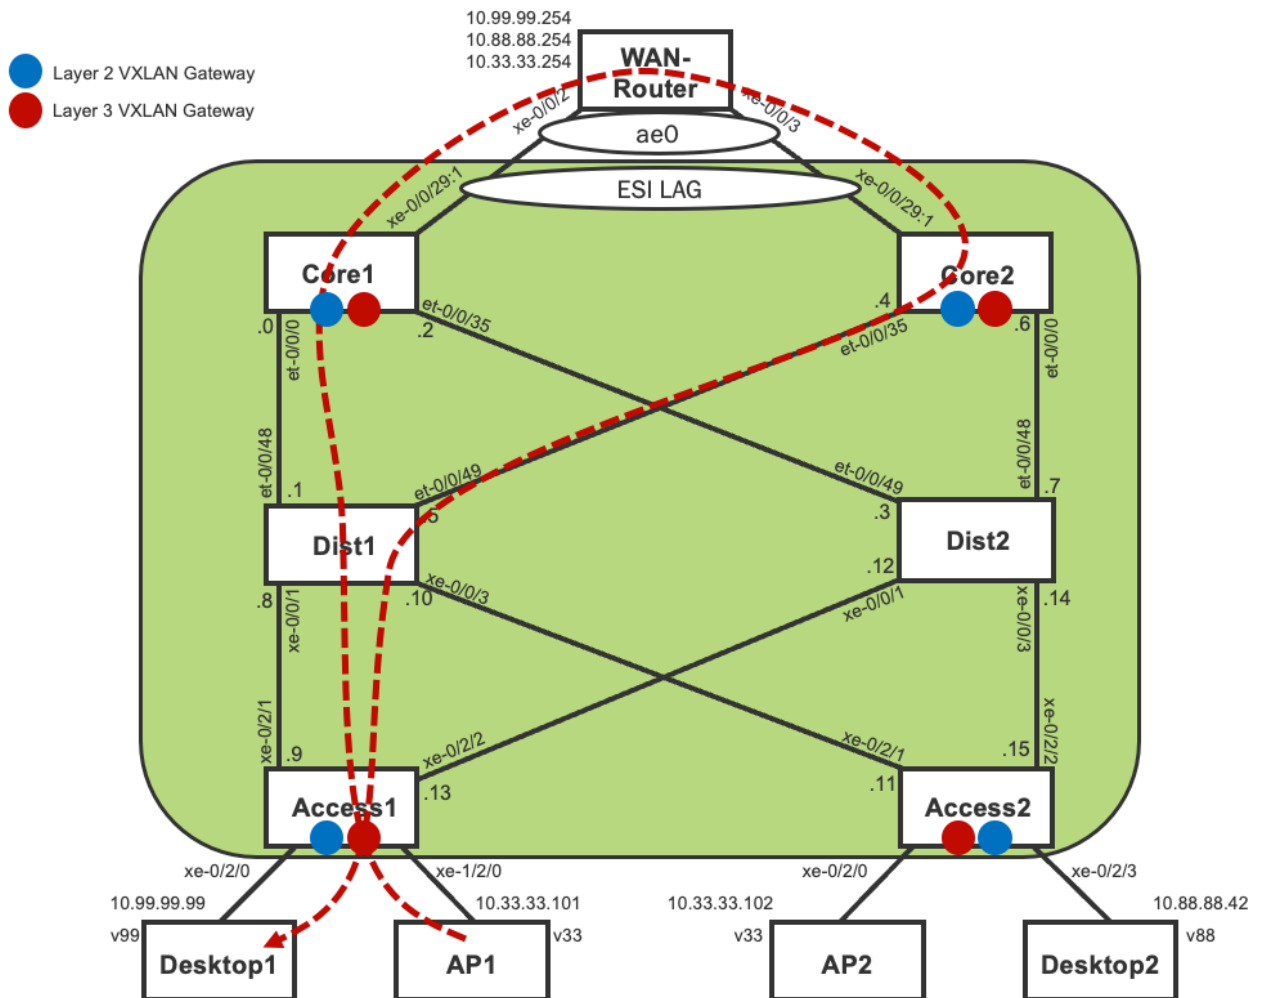 10.99.99.254
10.88.88.254
10.33.33.254
WAN-
Router
Layer 2 VXLAN Gateway
Layer 3 VXLAN Gateway
xe-0/0/2
xe-0/0/3
ae0
ESI LAG
xe-0/0/29:1
xe-0/0/29:1
Core1
Core2
.0
et-0/0/0
et-0/0/35
.2
.4
et-0/0/35
.6
et-0/0/0
et-0/0/48
.1
et-0/0/49
.5
et-0/0/49
.3
et-0/0/48
.7
Dist1
Dist2
.8
xe-0/0/1
xe-0/0/3
.10
.12
xe-0/0/1
xe-0/0/3
.14
xe-0/2/1
.9
xe-0/2/2
.13
xe-0/2/1
.11
.15
xe-0/2/2
Access1
Access2
xe-0/2/0
xe-1/2/0
xe-0/2/0
xe-0/2/3
10.99.99.99
10.33.33.101
10.33.33.102
10.88.88.42
v99
v33
v33
v88
Desktop1
AP1
AP2
Desktop2